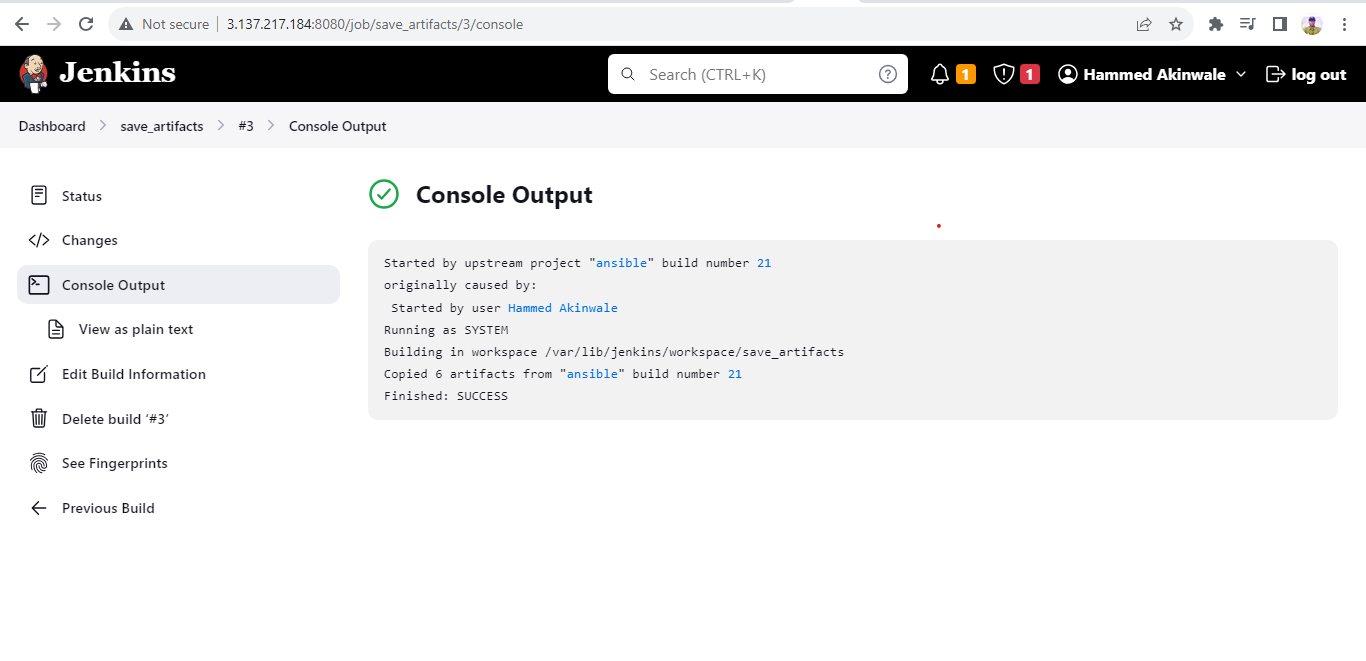 Not secure 3.137.217.184:8080/job/save_artifacts/3/console
Jenkins Search (CTRL+K) ? 1 1 Hammed Akinwale log out
Dashboard save_artifacts #3 Console Output
Status
Changes
Console Output
View as plain text
Edit Build Information
Delete build ‘#3’
See Fingerprints
Previous Build
Console Output
Started by upstream project "ansible" build number 21
originally caused by:
Started by user Hammed Akinwale
Running as SYSTEM
Building in workspace /var/lib/jenkins/workspace/save_artifacts
Copied 6 artifacts from "ansible" build number 21
Finished: SUCCESS